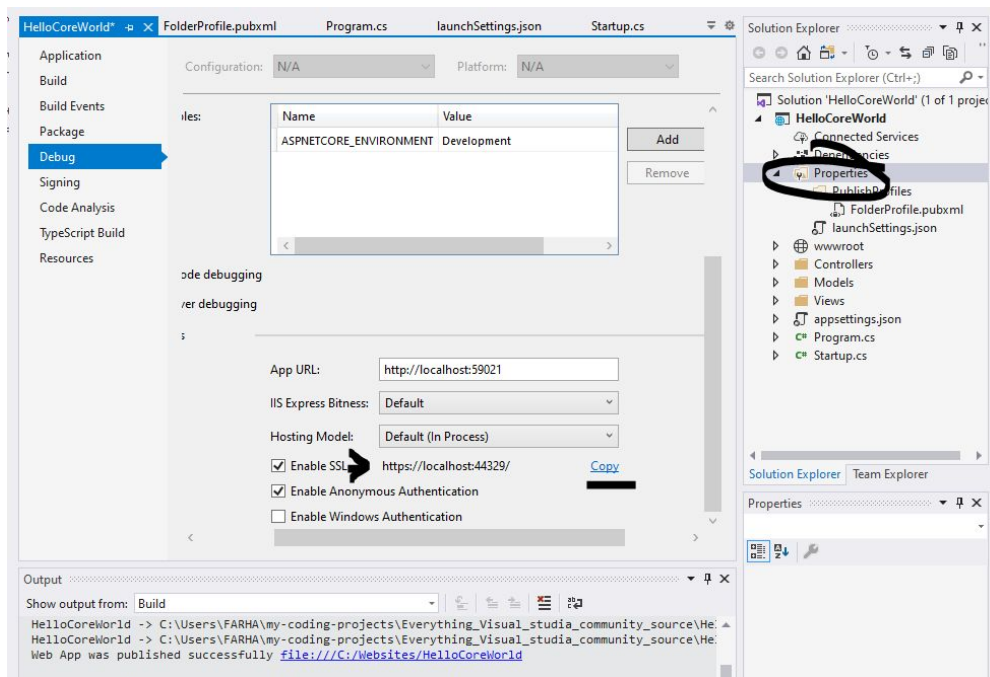 HelloCoreWorld* FolderProfile.pubxml Program.cs launchSettings.json Startup.cs
Application
Build
Build Events
Package
Debug
Signing
Code Analysis
TypeScript Build
Resources
Configuration: N/A Platform: N/A
les:
Name Value
ASPNETCORE_ENVIRONMENT Development
Add
Remove
ode debugging
er debugging
s
App URL: http://localhost:59021
IIS Express Bitness: Default
Hosting Model: Default (In Process)
Enable SSL https://localhost:44329/ Copy
Enable Anonymous Authentication
Enable Windows Authentication
Solution Explorer
Search Solution Explorer (Ctrl+;)
Solution 'HelloCoreWorld' (1 of 1 projec
HelloCoreWorld
Connected Services
Dependencies
Properties
PublishProfiles
FolderProfile.pubxml
launchSettings.json
wwwroot
Controllers
Models
Views
appsettings.json
C# Program.cs
C# Startup.cs
Solution Explorer Team Explorer
Properties
Output
Show output from: Build
HelloCoreWorld -> C:\Users\FARHA\my-coding-projects\Everything_Visual_studia_community_source\He
HelloCoreWorld -> C:\Users\FARHA\my-coding-projects\Everything_Visual_studia_community_source\He
Web App was published successfully file:///C:/Websites/HelloCoreWorld